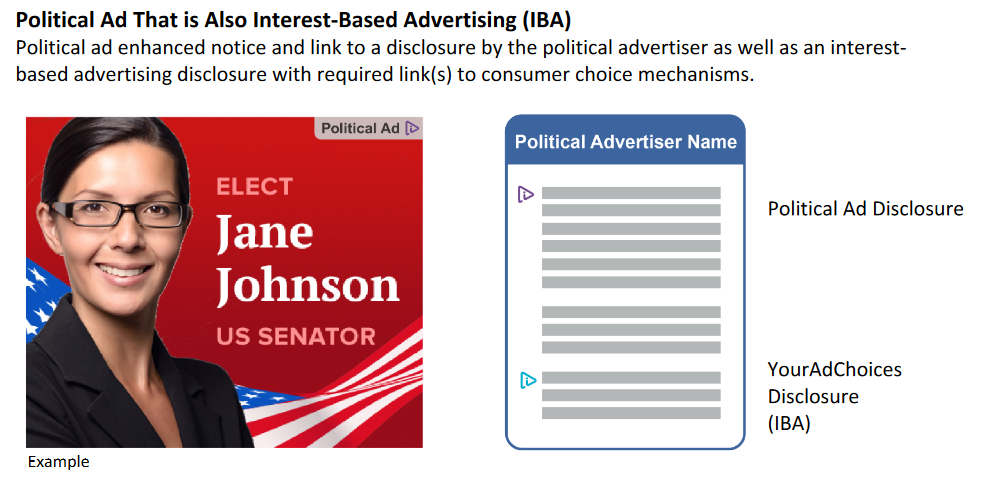 Political Ad That is Also Interest-Based Advertising (IBA)
Political ad enhanced notice and link to a disclosure by the political advertiser as well as an interest-
based advertising disclosure with required link(s) to consumer choice mechanisms.
Political Ad
ELECT
Jane
Johnson
US SENATOR
Example
Political Advertiser Name
Political Ad Disclosure
YourAdChoices
Disclosure
(IBA)